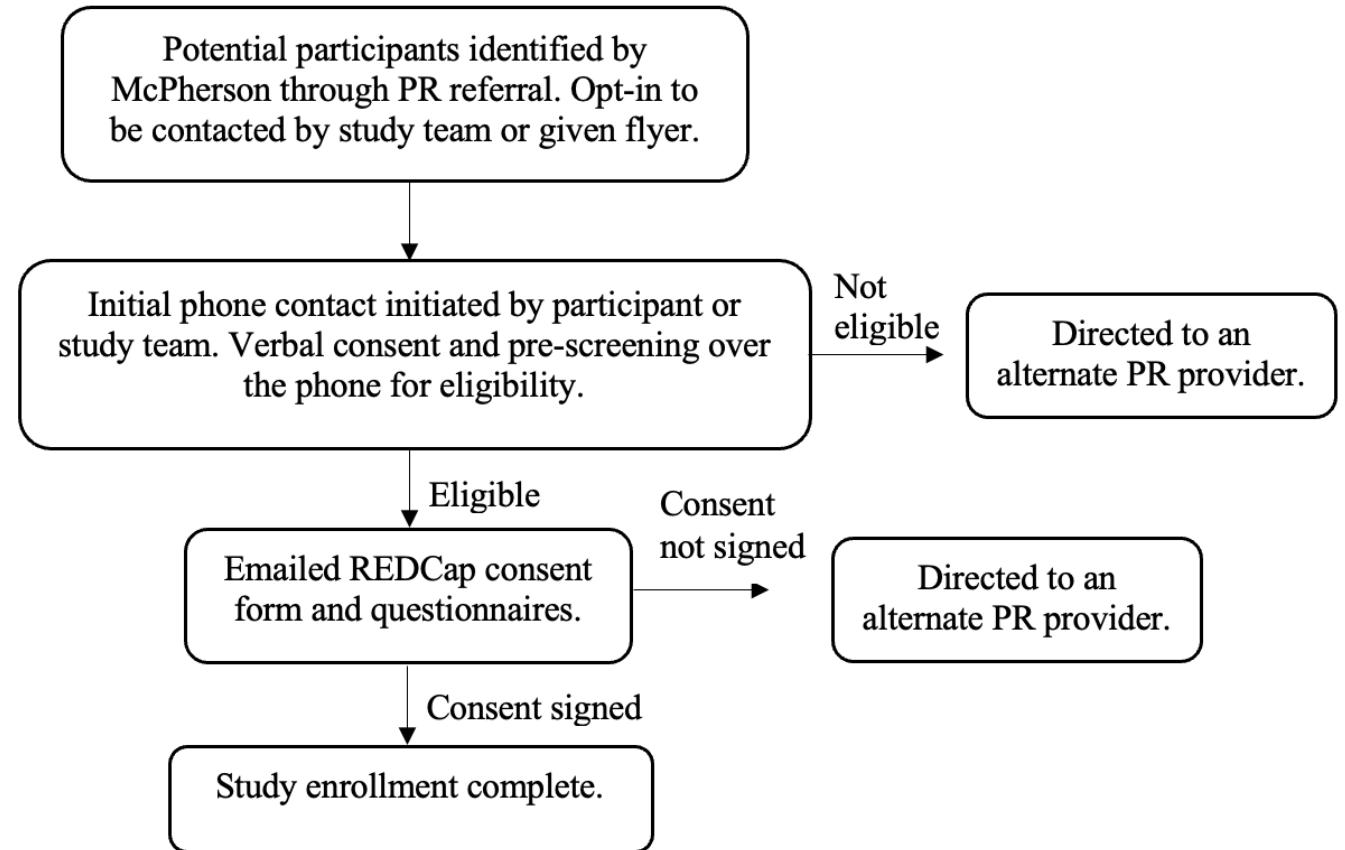 Potential participants identified by
McPherson through PR referral. Opt-in to
be contacted by study team or given flyer.
Initial phone contact initiated by participant or
study team. Verbal consent and pre-screening over
the phone for eligibility.
Not
eligible
Directed to an
alternate PR provider.
Eligible
Consent
not signed
Emailed REDCap consent
form and questionnaires.
Directed to an
alternate PR provider.
Consent signed
Study enrollment complete.